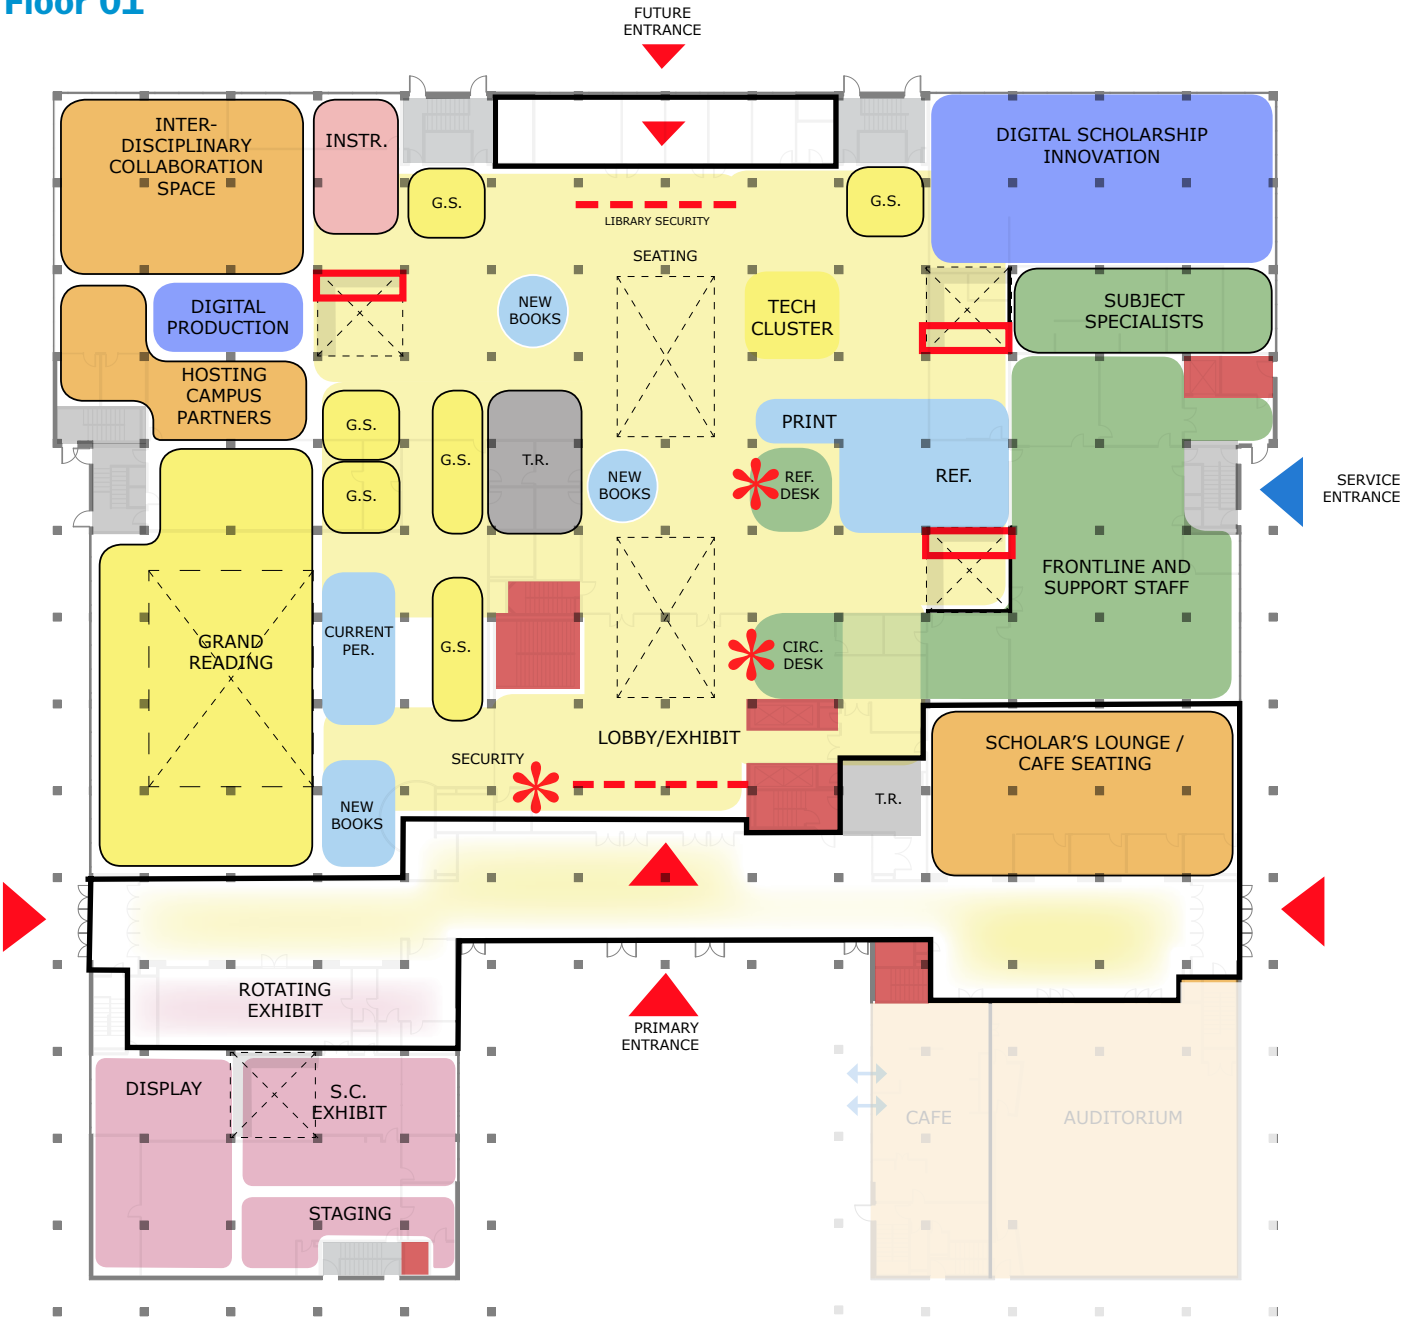 Floor 01
FUTURE
ENTRANCE
INTER-
DISCIPLINARY
COLLABORATION
SPACE
INSTR.
G.S.
LIBRARY SECURITY
G.S.
DIGITAL SCHOLARSHIP
INNOVATION
SEATING
DIGITAL
PRODUCTION
NEW
BOOKS
TECH
CLUSTER
SUBJECT
SPECIALISTS
HOSTING
CAMPUS
PARTNERS
G.S.
G.S.
G.S.
T.R.
NEW
BOOKS
PRINT
REF.
DESK
REF.
SERVICE
ENTRANCE
FRONTLINE AND
SUPPORT STAFF
GRAND
READING
CURRENT
PER.
G.S.
CIRC.
DESK
LOBBY/EXHIBIT
SECURITY
SCHOLAR'S LOUNGE /
CAFE SEATING
NEW
BOOKS
T.R.
ROTATING
EXHIBIT
PRIMARY
ENTRANCE
DISPLAY
S.C.
EXHIBIT
CAFE
AUDITORIUM
STAGING